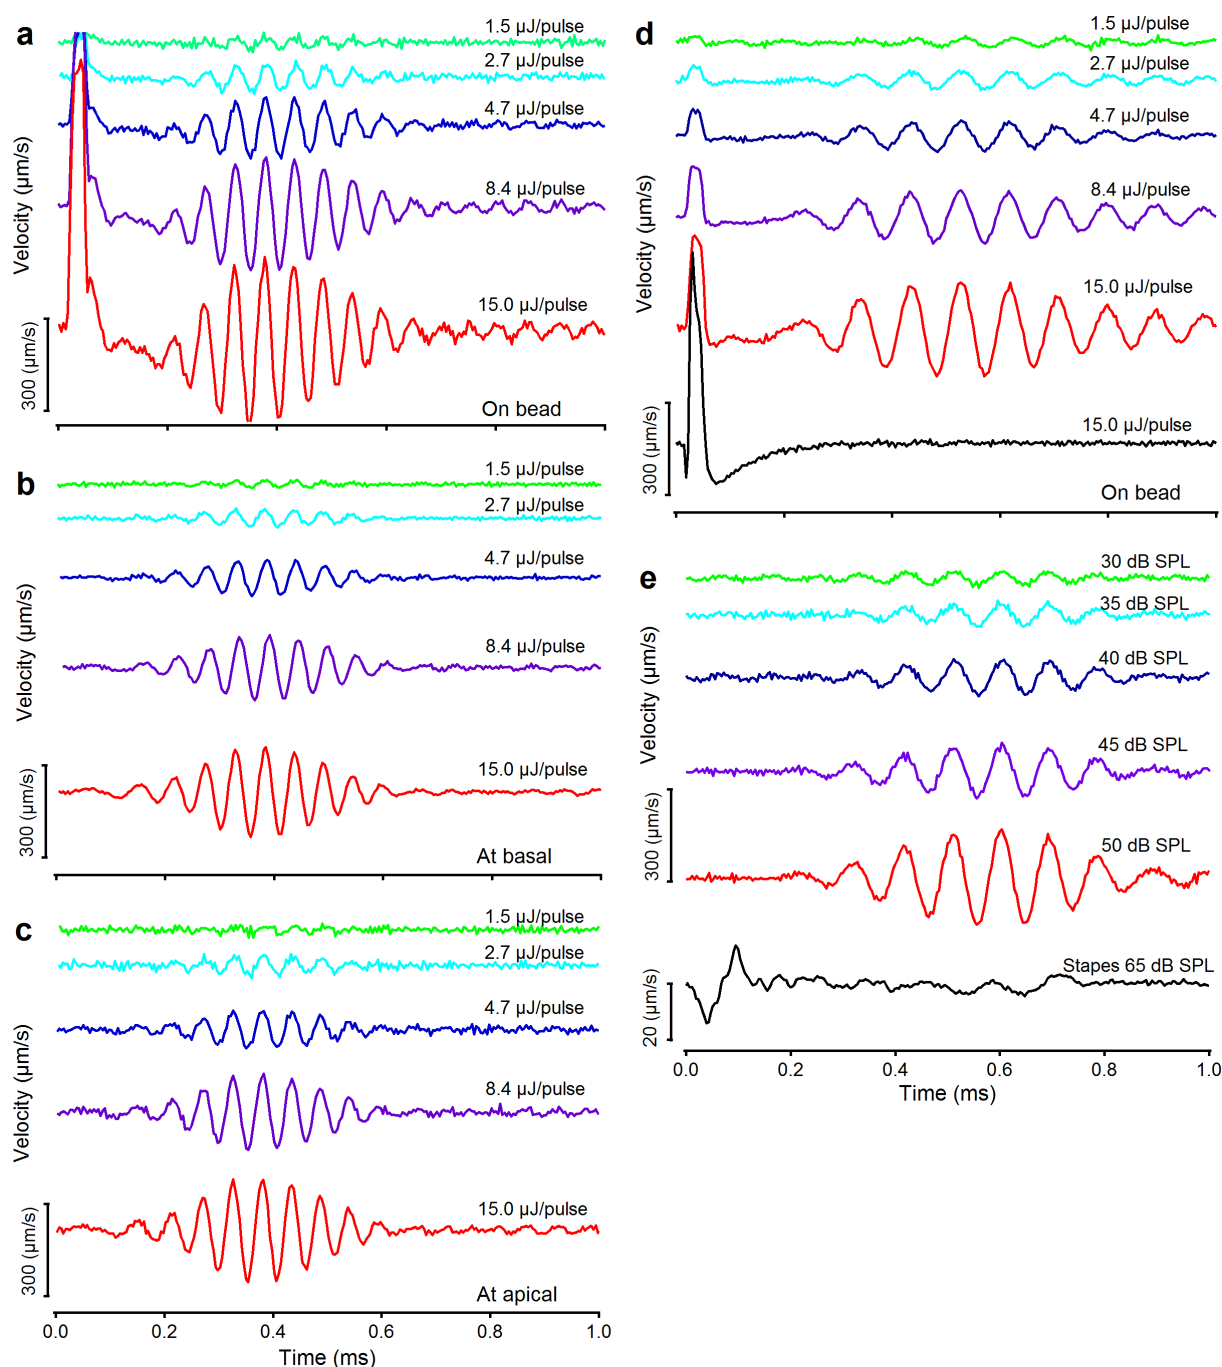 a
1.5 µJ/pulse
2.7 µJ/pulse
4.7 µJ/pulse
8.4 µJ/pulse
15.0 µJ/pulse
Velocity (µm/s)
300 (µm/s)
On bead
b
1.5 µJ/pulse
2.7 µJ/pulse
4.7 µJ/pulse
8.4 µJ/pulse
15.0 µJ/pulse
Velocity (µm/s)
300 (µm/s)
At basal
c
1.5 µJ/pulse
2.7 µJ/pulse
4.7 µJ/pulse
8.4 µJ/pulse
15.0 µJ/pulse
Velocity (µm/s)
300 (µm/s)
At apical
0.0 0.2 0.4 0.6 0.8 1.0
Time (ms)
d
1.5 µJ/pulse
2.7 µJ/pulse
4.7 µJ/pulse
8.4 µJ/pulse
15.0 µJ/pulse
15.0 µJ/pulse
Velocity (µm/s)
300 (µm/s)
On bead
e
30 dB SPL
35 dB SPL
40 dB SPL
45 dB SPL
50 dB SPL
Stapes 65 dB SPL
Velocity (µm/s)
300 (µm/s)
20 (µm/s)
0.0 0.2 0.4 0.6 0.8 1.0
Time (ms)